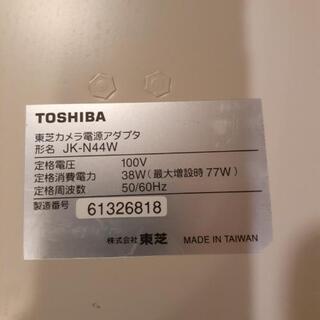 TOSHIBA
東芝カメラ電源アダプタ
形名 JK-N44W
定格電圧 100V
定格消費電力 38W(最大増設時 77W)
定格周波数 50/60Hz
製造番号 61326818
株式会社 東芝 MADE IN TAIWAN